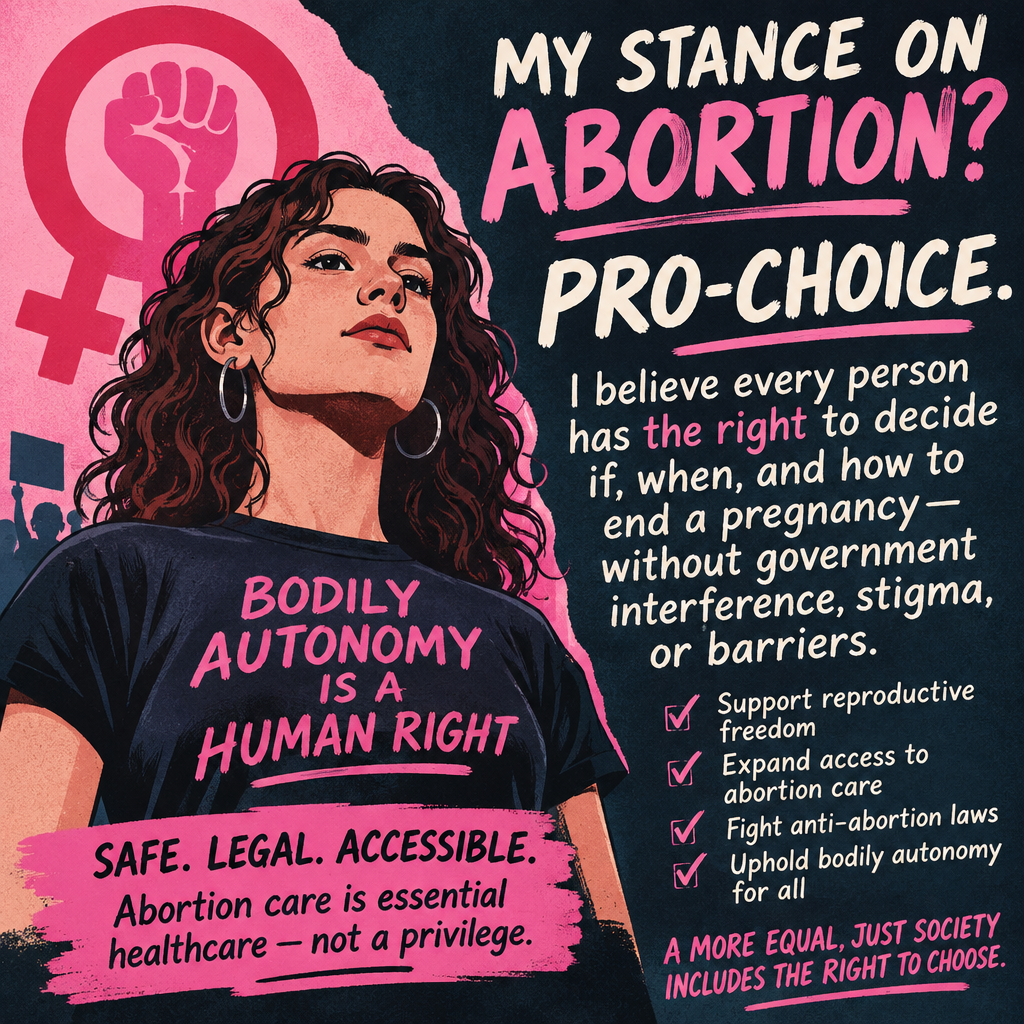 MY STANCE ON
ABORTION?
PRO-CHOICE.
I believe every person
has the right to decide
if, when, and how to
end a pregnancy—
without government
interference, stigma,
or barriers.
Support reproductive
freedom
Expand access to
abortion care
Fight anti-abortion laws
Uphold bodily autonomy
for all
A MORE EQUAL, JUST SOCIETY
INCLUDES THE RIGHT TO CHOOSE.
BODILY
AUTONOMY
IS A
HUMAN RIGHT
SAFE. LEGAL. ACCESSIBLE.
Abortion care is essential
healthcare – not a privilege.